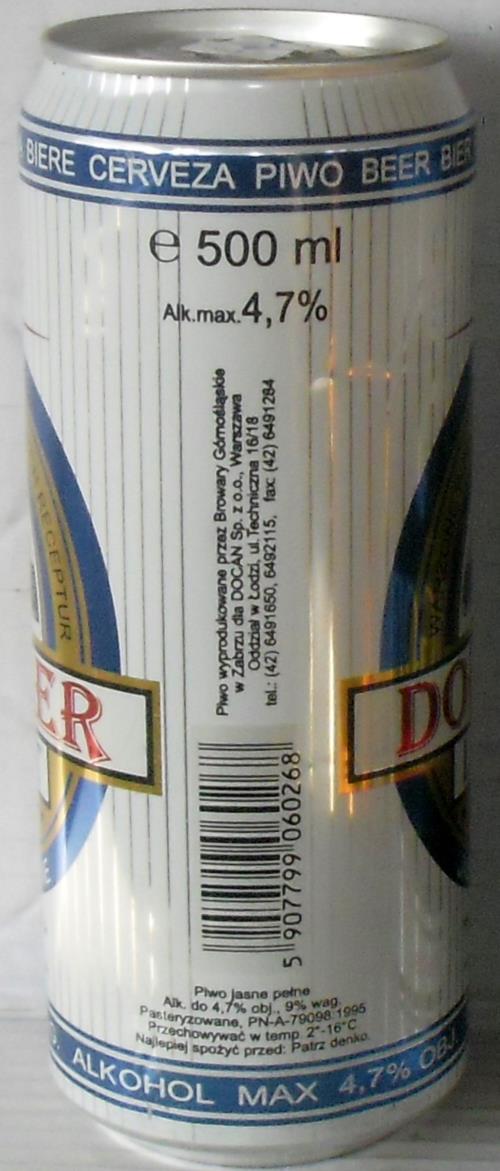 BIERE CERVEZA PIWO BEER BIER
℮ 500 ml
Alk.max.4,7%
RECEPTUR
ER
DO
Piwo wyprodukowane przez Browary Górnośląskie
w Zabrzu dla DOCAN Sp. z o.o., Warszawa
Oddział w Łodzi, ul.Techniczna 16/18
tel.: (42) 6491650, 6492115, fax: (42) 6491284
5 907799 060268
Piwo jasne pełne
Alk. do 4,7% obj., 9% wag.
Pasteryzowane, PN-A-79098:1995
Przechowywać w temp. 2°-16°C
Najlepiej spożyć przed: Patrz denko.
ALKOHOL MAX 4,7% OBJ.